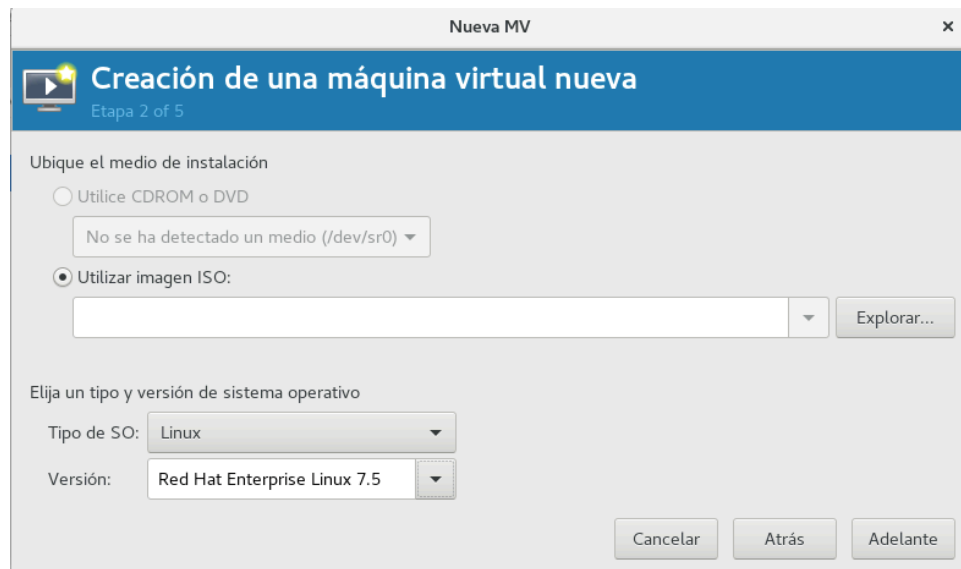 Nueva MV
Creación de una máquina virtual nueva
Etapa 2 of 5
Ubique el medio de instalación
Utilice CDROM o DVD
No se ha detectado un medio (/dev/sr0)
Utilizar imagen ISO:
Explorar...
Elija un tipo y versión de sistema operativo
Tipo de SO: Linux
Versión: Red Hat Enterprise Linux 7.5
Cancelar Atrás Adelante